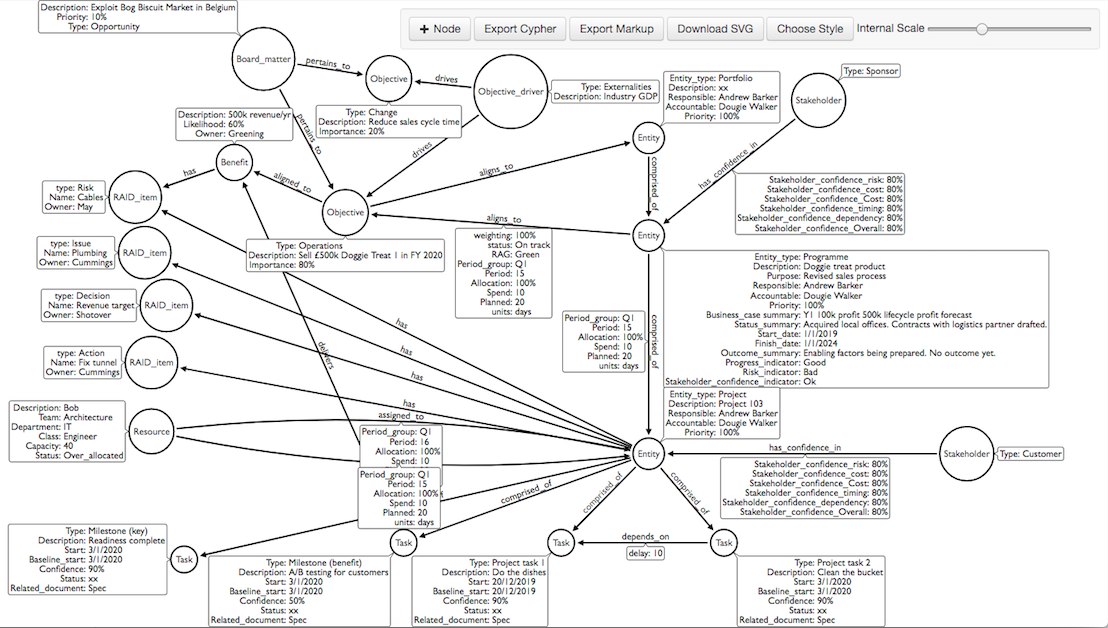 Description: Exploit Bog Biscuit Market in Belgium
Priority: 10%
Type: Opportunity
+ Node
Export Cypher
Export Markup
Download SVG
Choose Style
Internal Scale
Board_matter
pertains_to
Objective
drives
Objective_driver
Type: Externalities
Description: Industry GDP
Entity_type: Portfolio
Description: xx
Responsible: Andrew Barker
Accountable: Dougie Walker
Priority: 100%
Type: Sponsor
Stakeholder
Type: Change
Description: Reduce sales cycle time
Importance: 20%
Description: 500k revenue/yr
Likelihood: 60%
Owner: Greening
pertains_to
drives
Entity
has_confidence_in
Benefit
has
aligned_to
aligns_to
comprised_of
type: Risk
Name: Cables
Owner: May
RAID_item
Objective
aligns_to
Stakeholder_confidence_risk: 80%
Stakeholder_confidence_cost: 80%
Stakeholder_confidence_Cost: 80%
Stakeholder_confidence_timing: 80%
Stakeholder_confidence_dependency: 80%
Stakeholder_confidence_Overall: 80%
Entity
type: Issue
Name: Plumbing
Owner: Cummings
RAID_item
Type: Operations
Description: Sell £500k Doggie Treat 1 in FY 2020
Importance: 80%
weighting: 100%
status: On track
RAG: Green
Period_group: Q1
Period: 15
Allocation: 100%
Spend: 10
Planned: 20
units: days
Entity_type: Programme
Description: Doggie treat product
Purpose: Revised sales process
Responsible: Andrew Barker
Accountable: Dougie Walker
Priority: 100%
Business_case summary: Y1 100k profit 500k lifecycle profit forecast
Status_summary: Acquired local offices. Contracts with logistics partner drafted.
Start_date: 1/1/2019
Finish_date: 1/1/2024
Outcome_summary: Enabling factors being prepared. No outcome yet.
Progress_indicator: Good
Risk_indicator: Bad
Stakeholder_confidence_indicator: Ok
type: Decision
Name: Revenue target
Owner: Shotover
RAID_item
has
delivers
Period_group: Q1
Period: 15
Allocation: 100%
Spend: 10
Planned: 20
units: days
comprised_of
type: Action
Name: Fix tunnel
Owner: Cummings
RAID_item
has
has
has
Entity_type: Project
Description: Project 103
Responsible: Andrew Barker
Accountable: Dougie Walker
Priority: 100%
Description: Bob
Team: Architecture
Department: IT
Class: Engineer
Capacity: 40
Status: Over_allocated
Resource
assigned_to
Period_group: Q1
Period: 16
Allocation: 100%
Spend: 10
Entity
has_confidence_in
Stakeholder
Type: Customer
Stakeholder_confidence_risk: 80%
Stakeholder_confidence_cost: 80%
Stakeholder_confidence_Cost: 80%
Stakeholder_confidence_timing: 80%
Stakeholder_confidence_dependency: 80%
Stakeholder_confidence_Overall: 80%
Period_group: Q1
Period: 15
Allocation: 100%
Spend: 10
Planned: 20
units: days
comprised_of
comprised_of
comprised_of
Type: Milestone (key)
Description: Readiness complete
Start: 3/1/2020
Baseline_start: 3/1/2020
Confidence: 90%
Status: xx
Related_document: Spec
Task
Task
Task
depends_on
delay: 10
Task
Type: Milestone (benefit)
Description: A/B testing for customers
Start: 3/1/2020
Baseline_start: 3/1/2020
Confidence: 50%
Status: xx
Related_document: Spec
Type: Project task 1
Description: Do the dishes
Start: 20/12/2019
Baseline_start: 20/12/2019
Confidence: 90%
Status: xx
Related_document: Spec
Type: Project task 2
Description: Clean the bucket
Start: 3/1/2020
Baseline_start: 3/1/2020
Confidence: 90%
Status: xx
Related_document: Spec